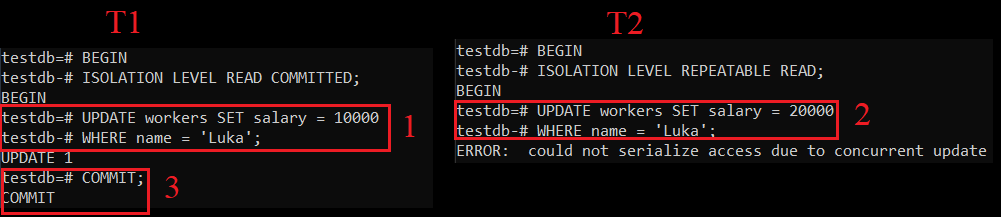 T1
testdb=# BEGIN
testdb-# ISOLATION LEVEL READ COMMITTED;
BEGIN
testdb=# UPDATE workers SET salary = 10000
testdb-# WHERE name = 'Luka';
1
UPDATE 1
testdb=# COMMIT;
COMMIT
3
T2
testdb=# BEGIN
testdb-# ISOLATION LEVEL REPEATABLE READ;
BEGIN
testdb=# UPDATE workers SET salary = 20000
testdb-# WHERE name = 'Luka';
2
ERROR:  could not serialize access due to concurrent update